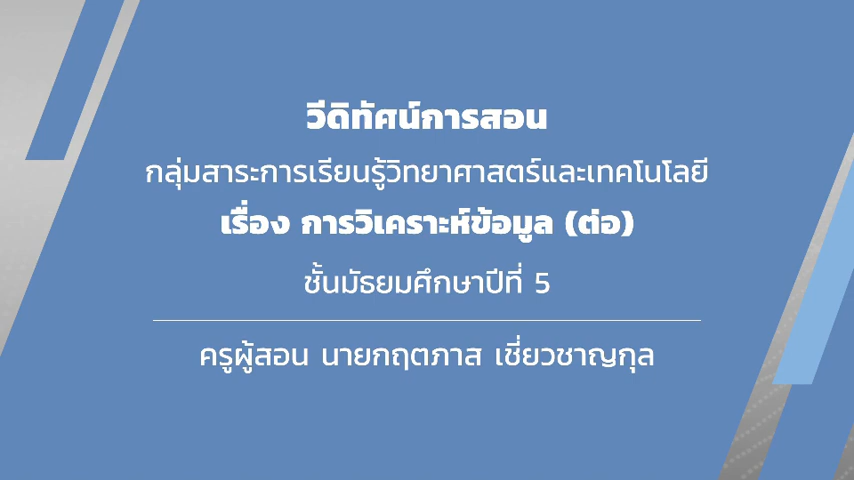 วีดิทัศน์การสอน
กลุ่มสาระการเรียนรู้วิทยาศาสตร์และเทคโนโลยี
เรื่อง การวิเคราะห์ข้อมูล (ต่อ)
ชั้นมัธยมศึกษาปีที่ 5
ครูผู้สอน นายกฤตภาส เชี่ยวชาญกุล